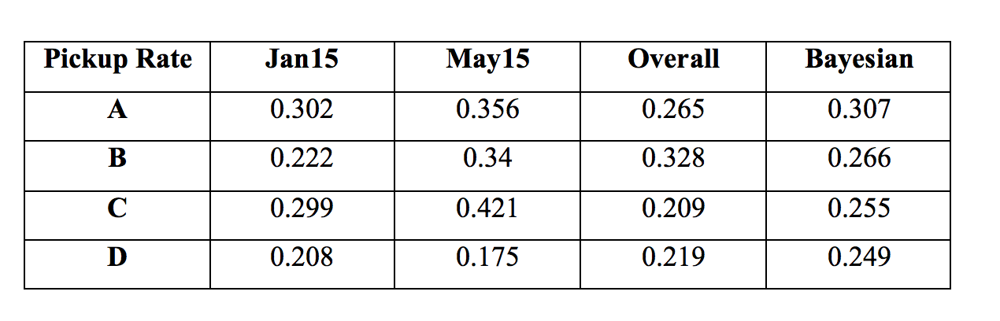 Pickup Rate Jan15 May15 Overall Bayesian
A 0.302 0.356 0.265 0.307
B 0.222 0.34 0.328 0.266
C 0.299 0.421 0.209 0.255
D 0.208 0.175 0.219 0.249